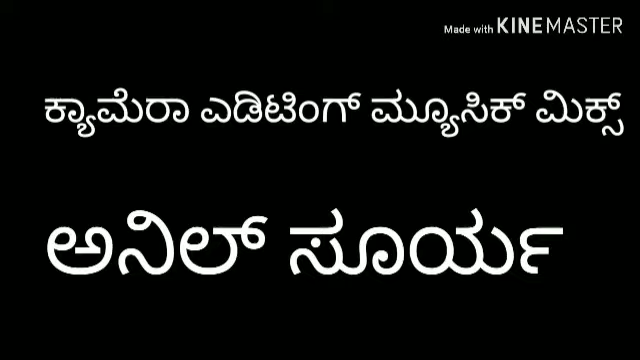 Made with KINEMASTER
ಕ್ಯಾಮೆರಾ ಎಡಿಟಿಂಗ್ ಮ್ಯೂಸಿಕ್ ಮಿಕ್ಸ್
ಅನಿಲ್ ಸೂರ್ಯ